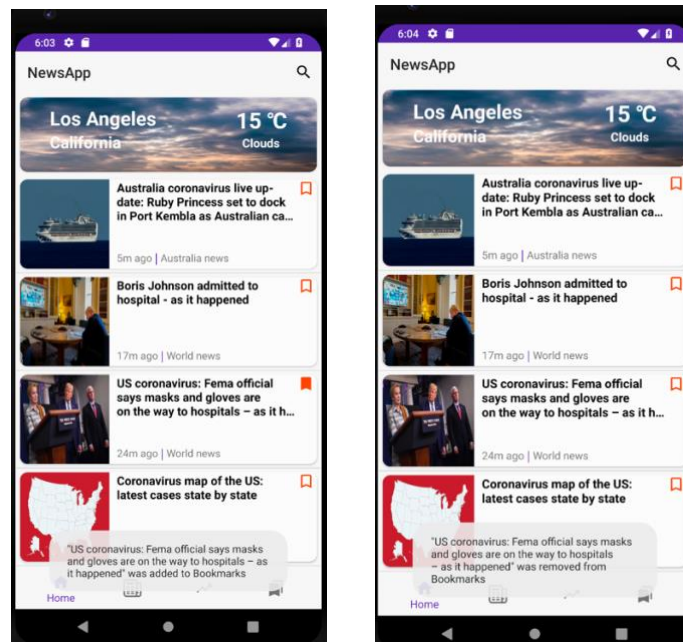 6:03
NewsApp
Los Angeles
California
15 °C
Clouds
Australia coronavirus live up-
date: Ruby Princess set to dock
in Port Kembla as Australian ca...
5m ago | Australia news
Boris Johnson admitted to
hospital - as it happened
17m ago | World news
US coronavirus: Fema official
says masks and gloves are
on the way to hospitals – as it h...
24m ago | World news
Coronavirus map of the US:
latest cases state by state
"US coronavirus: Fema official says masks
and gloves are on the way to hospitals – as
it happened" was added to Bookmarks
Home
6:04
NewsApp
Los Angeles
California
15 °C
Clouds
Australia coronavirus live up-
date: Ruby Princess set to dock
in Port Kembla as Australian ca...
5m ago | Australia news
Boris Johnson admitted to
hospital - as it happened
17m ago | World news
US coronavirus: Fema official
says masks and gloves are
on the way to hospitals – as it h...
24m ago | World news
Coronavirus map of the US:
latest cases state by state
"US coronavirus: Fema official says masks
and gloves are on the way to hospitals
– as it happened" was removed from
Bookmarks
Home